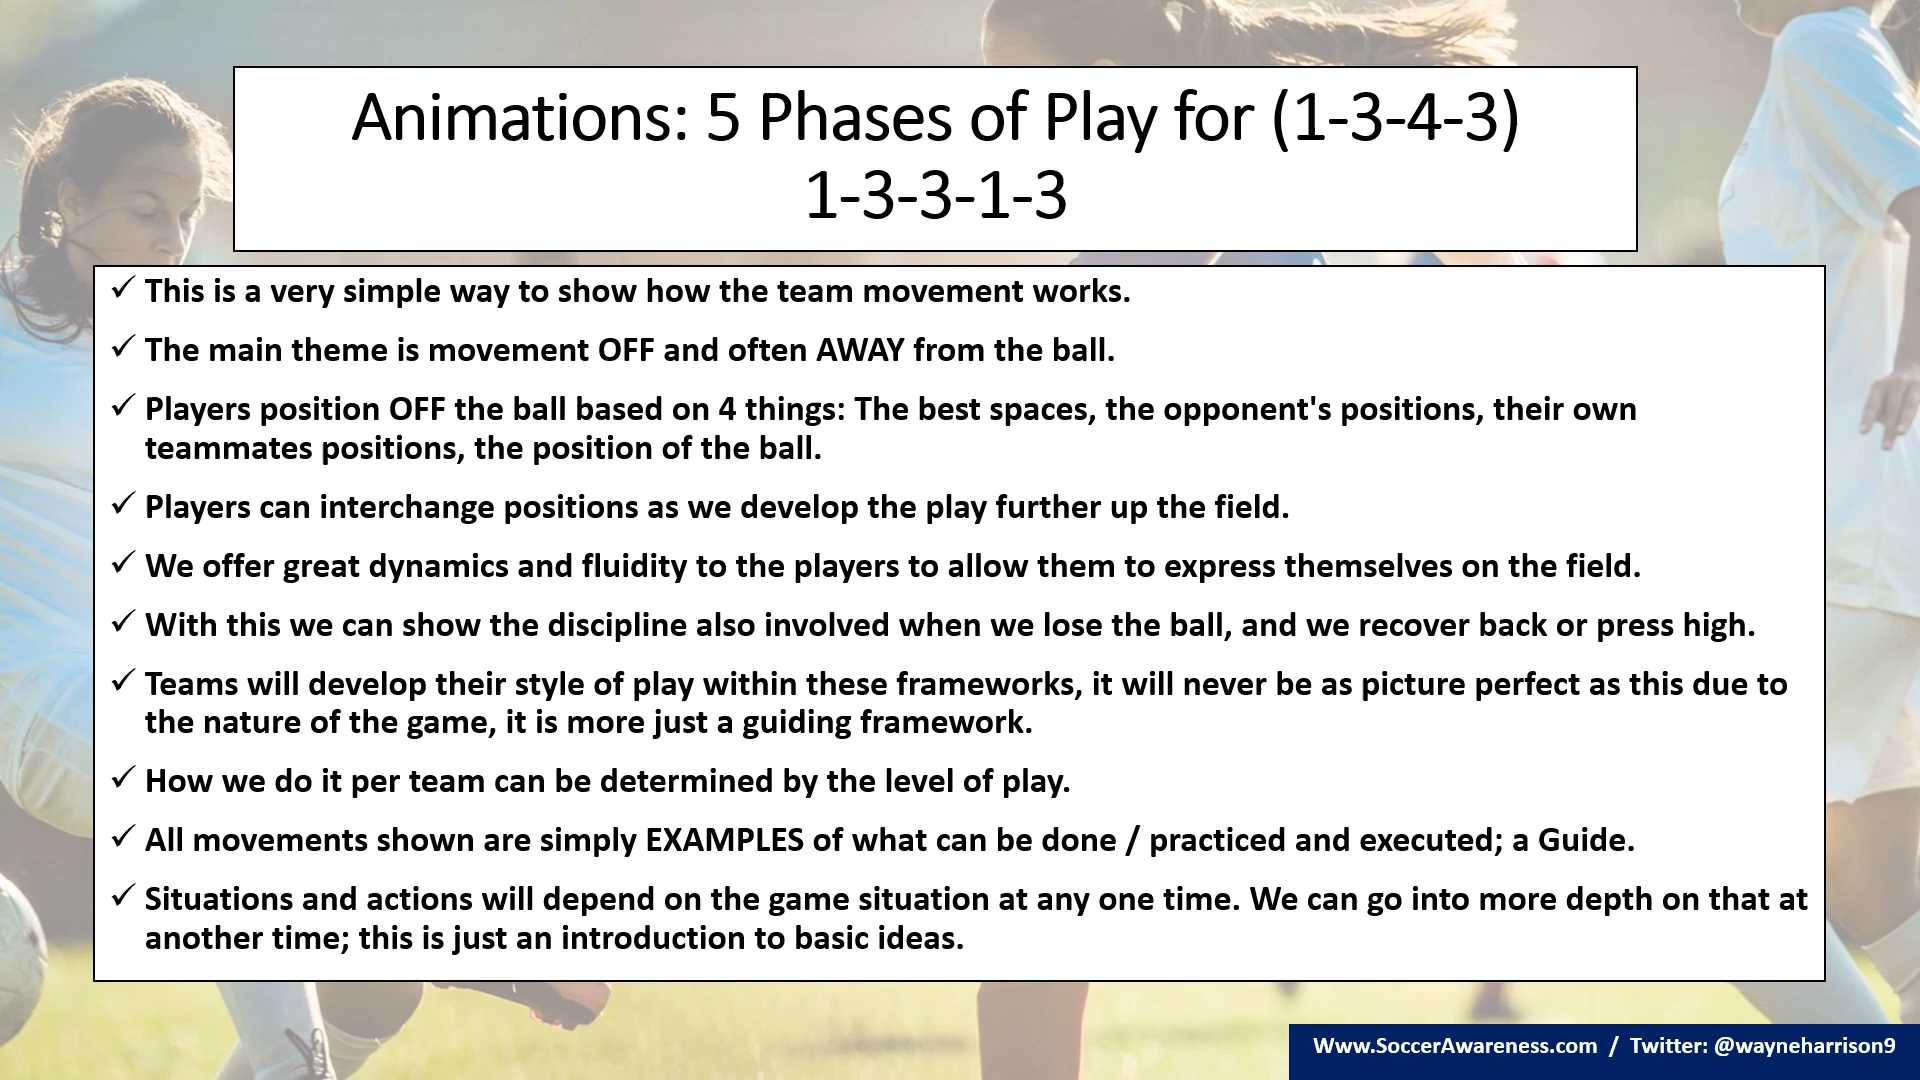 Animations: 5 Phases of Play for (1-3-4-3)
1-3-3-1-3
✓ This is a very simple way to show how the team movement works.
✓ The main theme is movement OFF and often AWAY from the ball.
✓ Players position OFF the ball based on 4 things: The best spaces, the opponent's positions, their own
teammates positions, the position of the ball.
✓ Players can interchange positions as we develop the play further up the field.
✓ We offer great dynamics and fluidity to the players to allow them to express themselves on the field.
✓ With this we can show the discipline also involved when we lose the ball, and we recover back or press high.
✓ Teams will develop their style of play within these frameworks, it will never be as picture perfect as this due to
the nature of the game, it is more just a guiding framework.
✓ How we do it per team can be determined by the level of play.
✓ All movements shown are simply EXAMPLES of what can be done / practiced and executed; a Guide.
✓ Situations and actions will depend on the game situation at any one time. We can go into more depth on that at
another time; this is just an introduction to basic ideas.
Www.SoccerAwareness.com / Twitter: @wayneharrison9